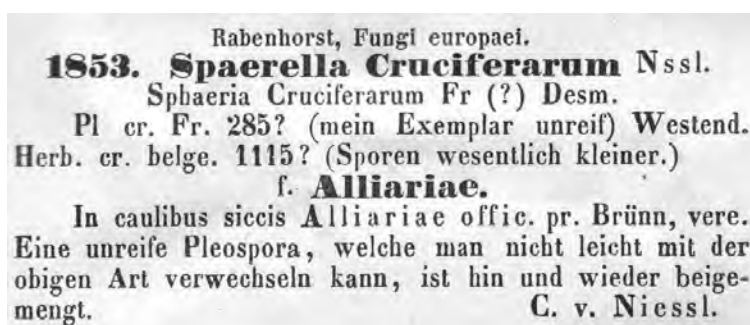 Rabenhorst, Fungi europaei.
1853. Spaerella Cruciferarum Nssl.
Sphaeria Cruciferarum Fr (?) Desm.
Pl cr. Fr. 285? (mein Exemplar unreif) Westend.
Herb. cr. belge. 1115? (Sporen wesentlich kleiner.)
f. Alliariae.
In caulibus siccis Alliariae offic. pr. Brünn, vere.
Eine unreife Pleospora, welche man nicht leicht mit der
obigen Art verwechseln kann, ist hin und wieder beige-
mengt. C. v. Niessl.